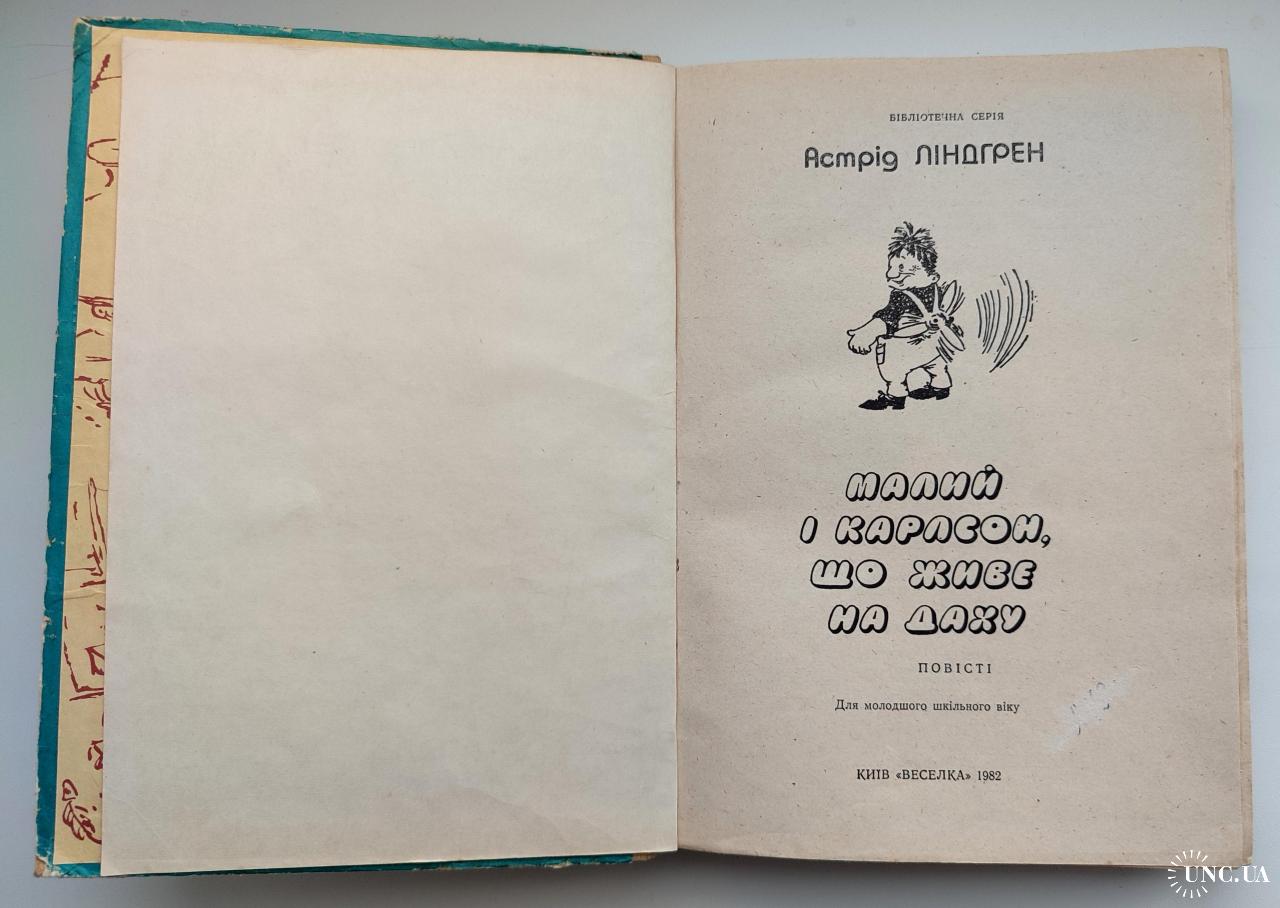 БІБЛІОТЕЧНА СЕРІЯ
Астрід ЛІНДГРЕН
МАЛИЙ
І КАРЛСОН,
ЩО ЖИВЕ
НА ДАХУ
ПОВІСТІ
Для молодшого шкільного віку
КИЇВ «ВЕСЕЛКА» 1982
UNC.UA